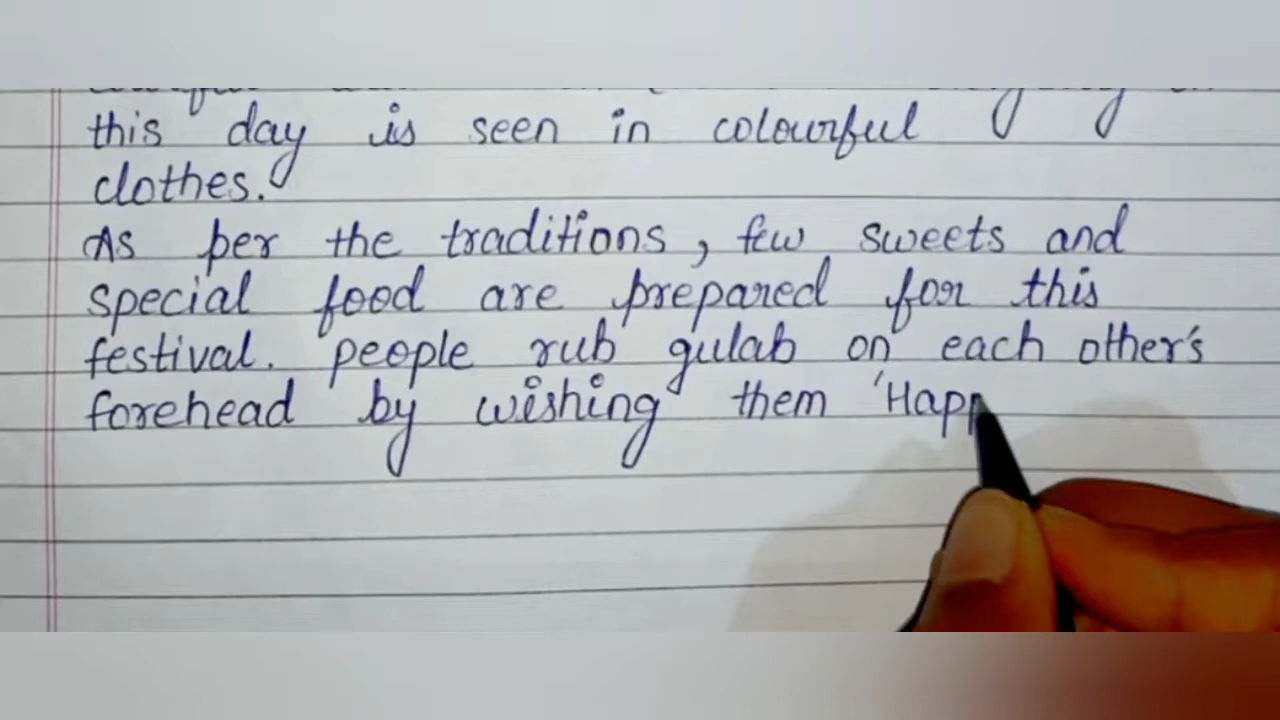 this day is seen in colourful
clothes.
As per the traditions, few sweets and
special food are prepared for this
festival. people rub gulab on each other's
forehead by wishing them 'Happ